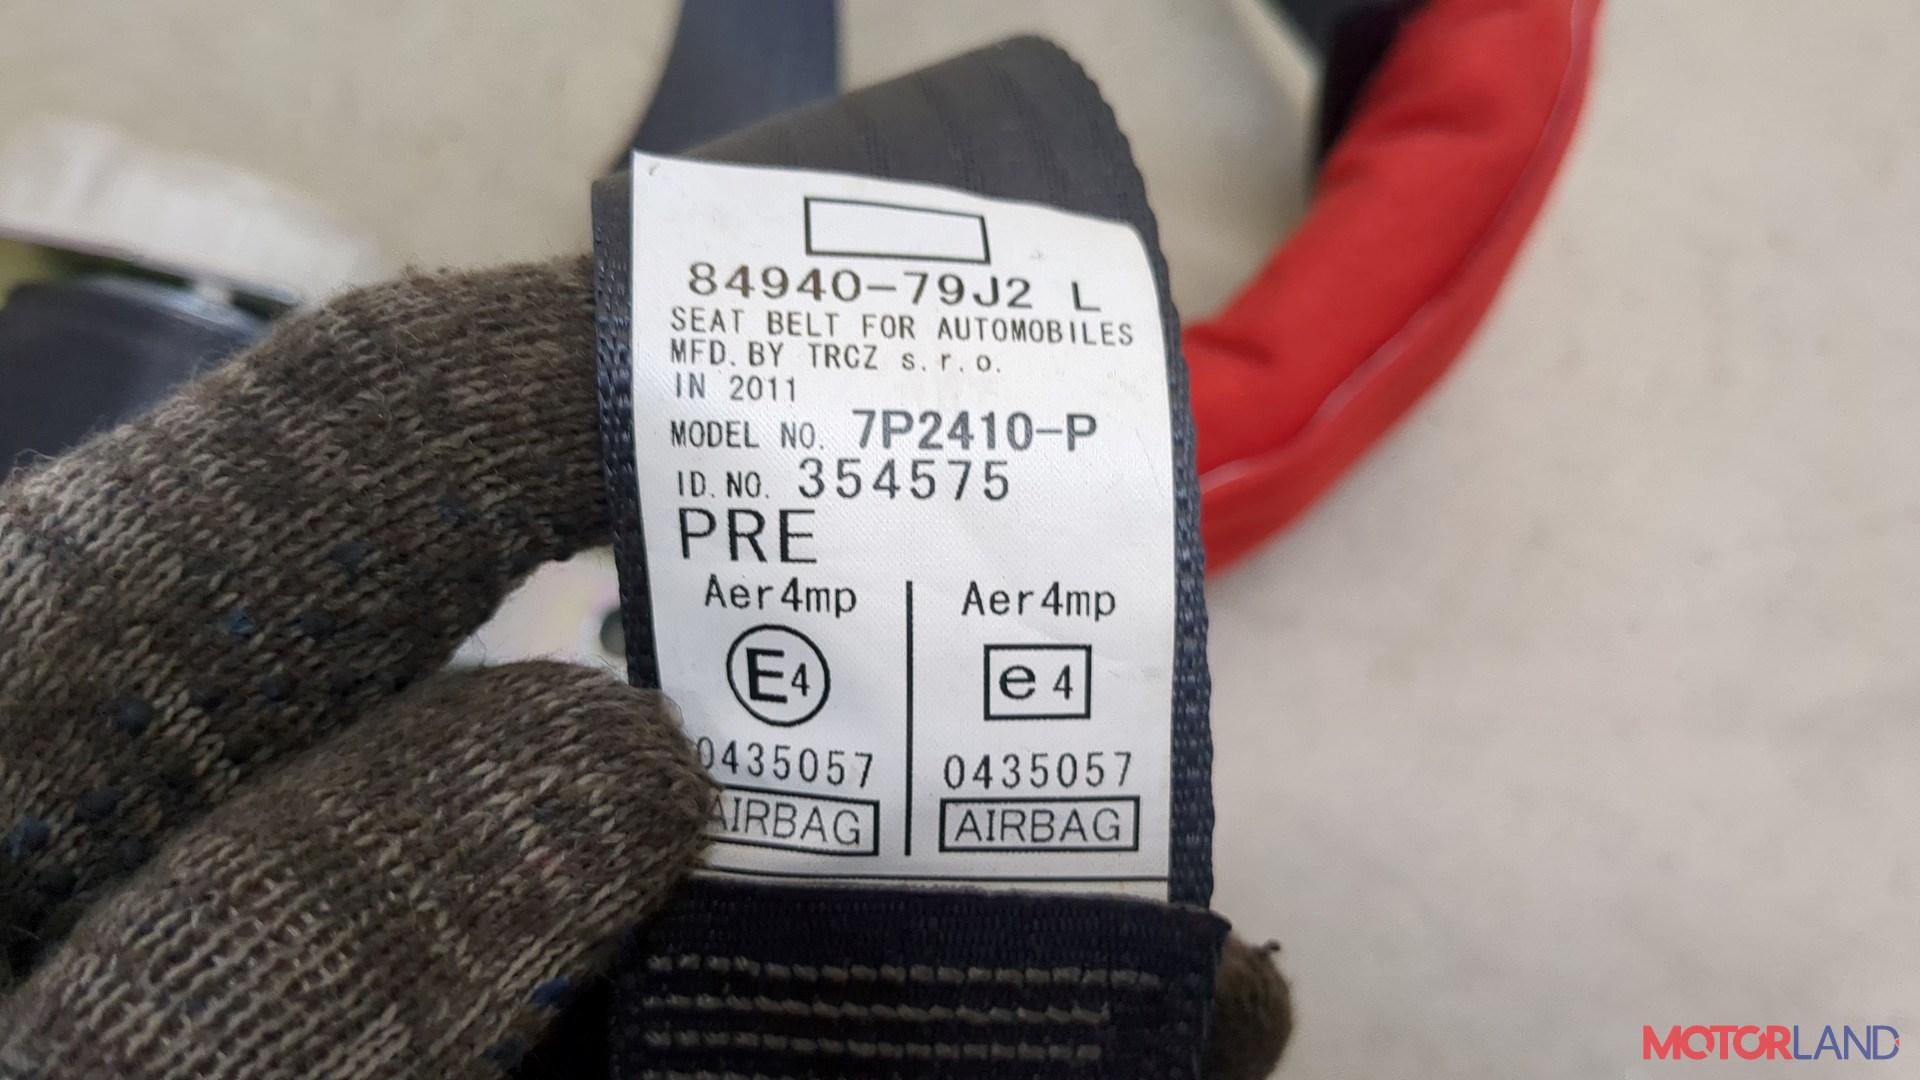 84940-79J2 L
SEAT BELT FOR AUTOMOBILES
MFD. BY TRCZ s.r.o.
IN 2011
MODEL NO. 7P2410-P
ID. NO. 354575
PRE
Aer4mp Aer4mp
E4 e4
0435057 0435057
AIRBAG AIRBAG
MOTORLAND